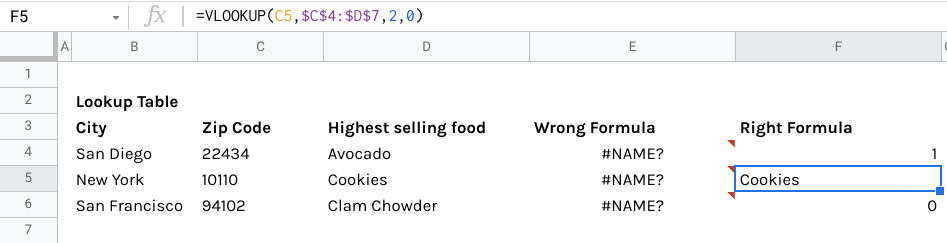 F5 fx =VLOOKUP(C5,$C$4:$D$7,2,0)
A B C D E F
1
2 Lookup Table
3 City Zip Code Highest selling food Wrong Formula Right Formula
4 San Diego 22434 Avocado #NAME? 1
5 New York 10110 Cookies #NAME? Cookies
6 San Francisco 94102 Clam Chowder #NAME? 0
7